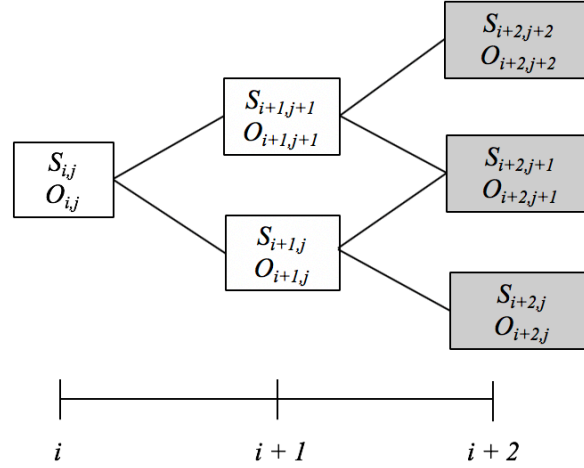 S_{i+2,j+2}
O_{i+2,j+2}
S_{i+1,j+1}
O_{i+1,j+1}
S_{i,j}
O_{i,j}
S_{i+2,j+1}
O_{i+2,j+1}
S_{i+1,j}
O_{i+1,j}
S_{i+2,j}
O_{i+2,j}
i
i + 1
i + 2